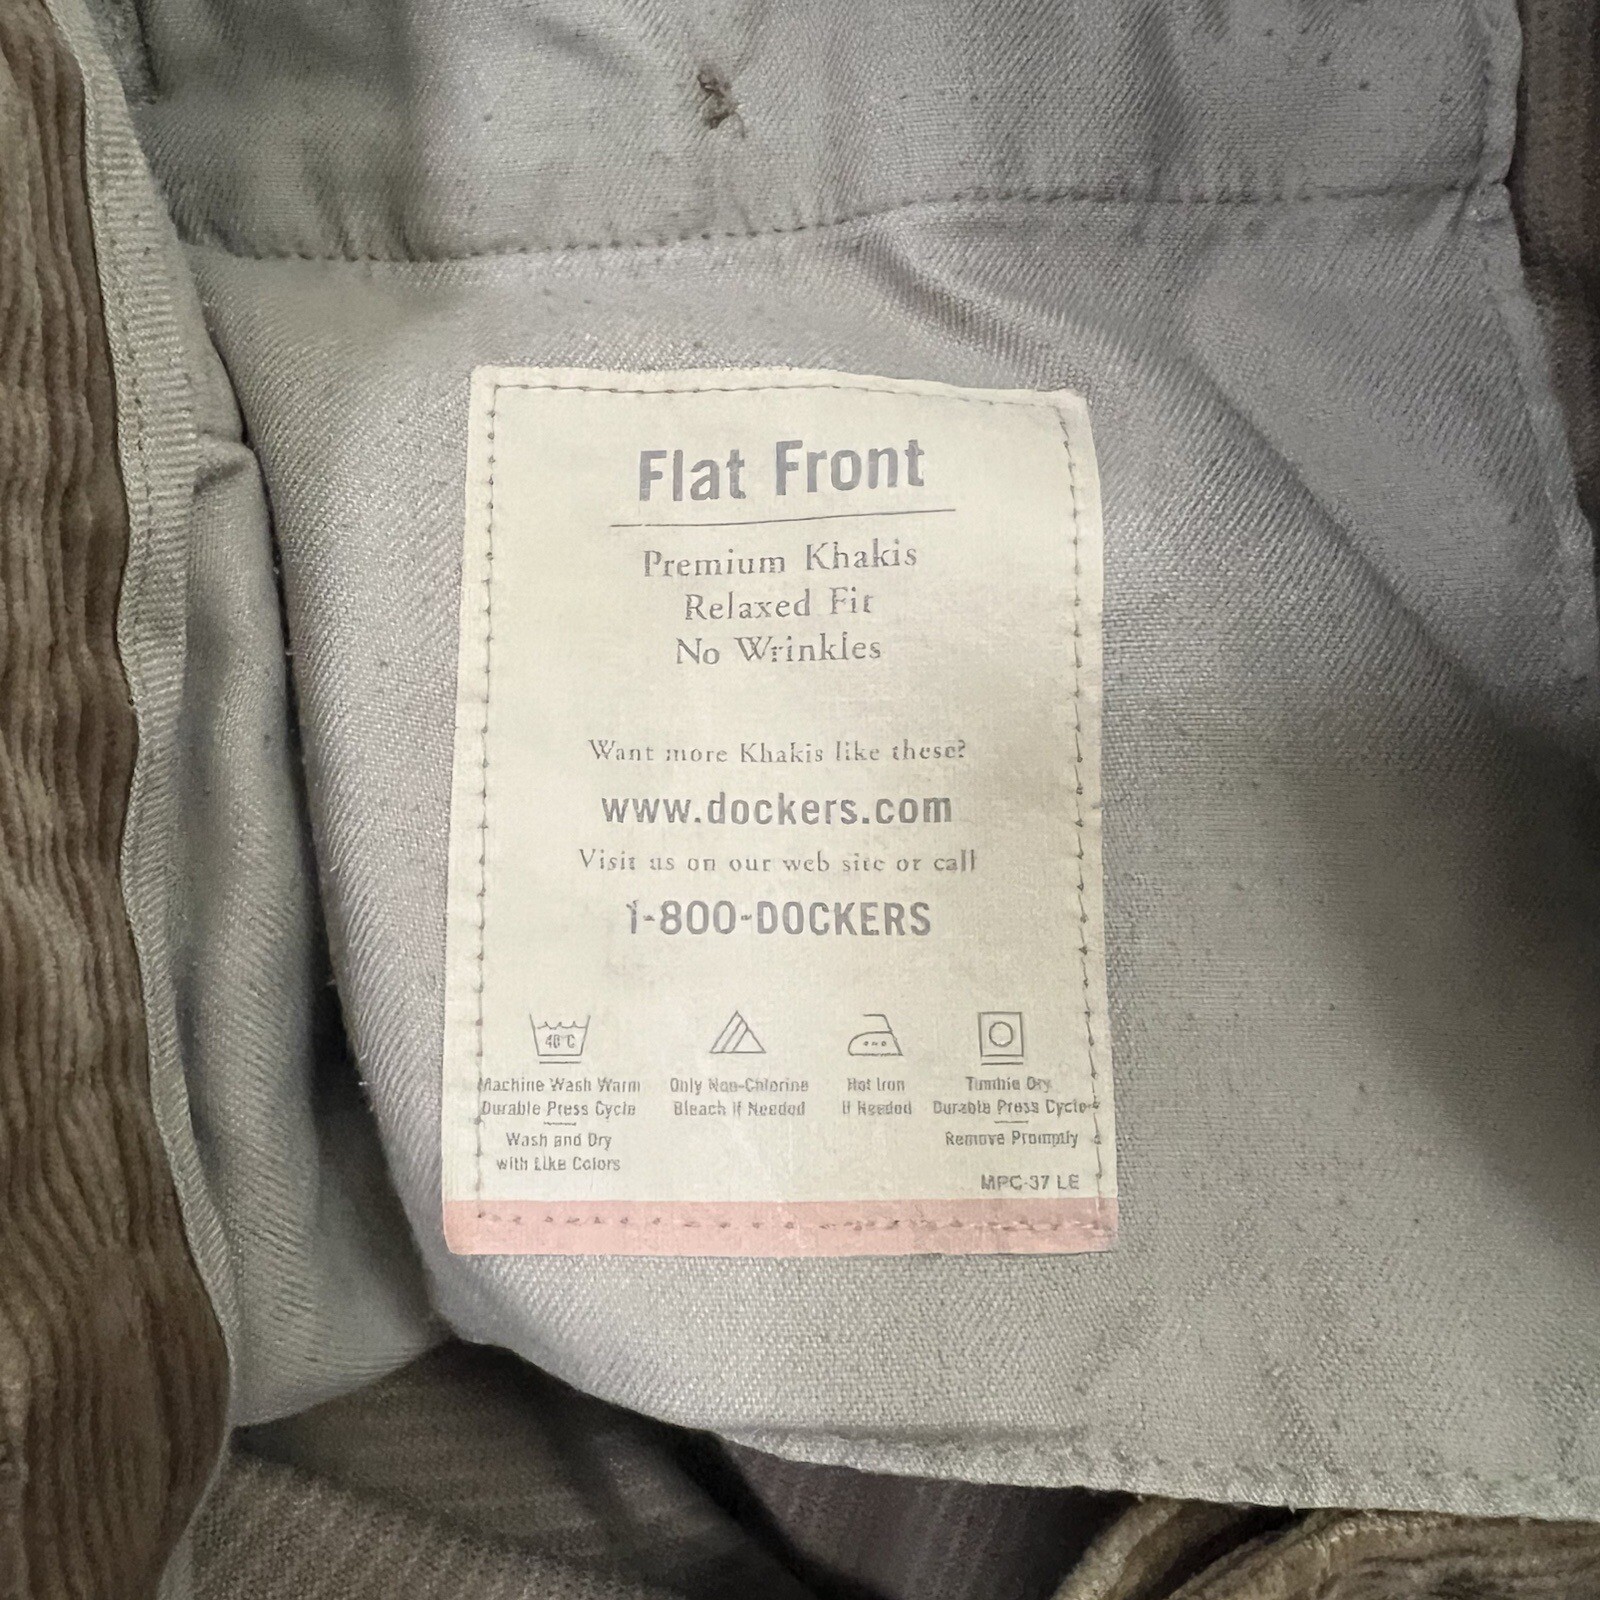 Flat Front
Premium Khakis
Relaxed Fit
No Wrinkles
Want more Khakis like these?
www.dockers.com
Visit us on our web site or call
1-800-DOCKERS
40°C
Machine Wash Warm
Durable Press Cycle
Wash and Dry
with Like Colors
Only Non-Chlorine
Bleach If Needed
Hot Iron
If Needed
Tumble Dry
Durable Press Cycle
Remove Promptly
MPC-37 LE